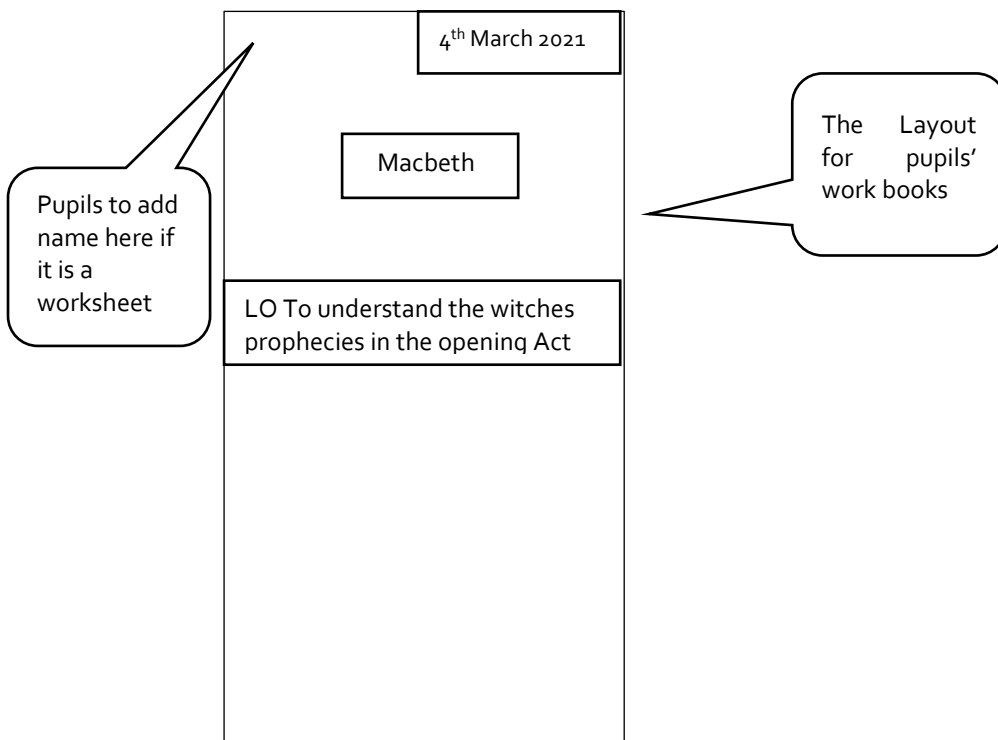 4th March 2021
Macbeth
The Layout
for pupils'
work books
Pupils to add
name here if
it is a
worksheet
LO To understand the witches
prophecies in the opening Act